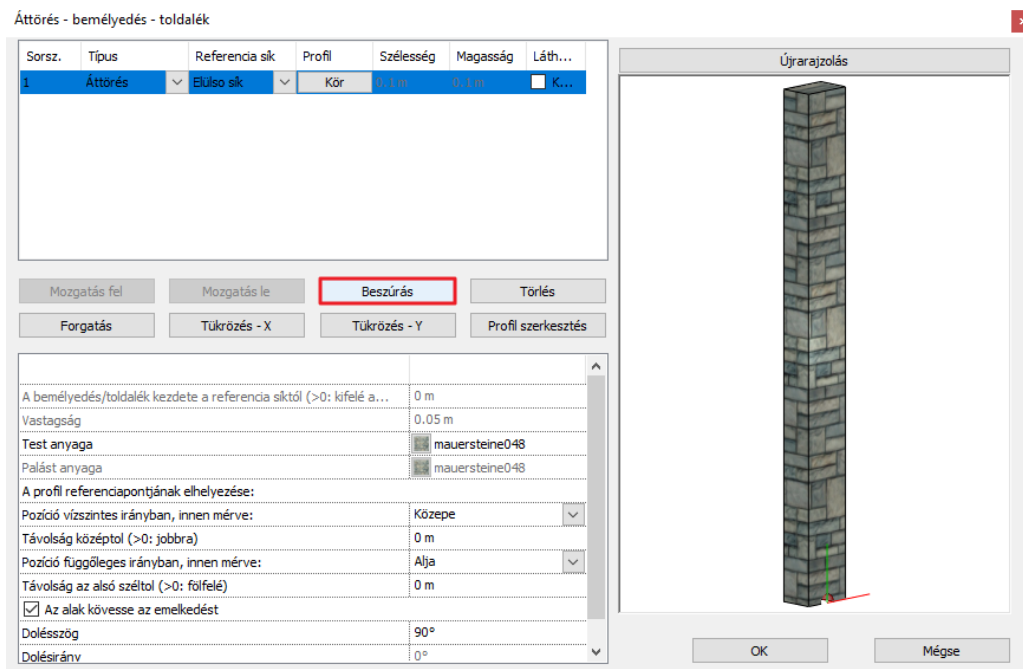 Áttörés - bemélyedés - toldalék
Sorsz. Típus Referencia sík Profil Szélesség Magasság Láth...
1 Áttörés Elülso sík Kör 0.1 m 0.1 m K...
Újrarajzolás
Mozgatás fel Mozgatás le Beszúrás Törlés
Forgatás Tükrözés - X Tükrözés - Y Profil szerkesztés
A bemélyedés/toldalék kezdete a referencia síktól (>0: kifelé a... 0 m
Vastagság 0.05 m
Test anyaga mauersteine048
Palást anyaga mauersteine048
A profil referenciapontjának elhelyezése:
Pozíció vízszintes irányban, innen mérve: Közepe
Távolság középtol (>0: jobbra) 0 m
Pozíció függőleges irányban, innen mérve: Alja
Távolság az alsó széltol (>0: fölfelé) 0 m
Az alak kövesse az emelkedést
Dolésszög 90°
Dolésirány 0°
OK Mégse